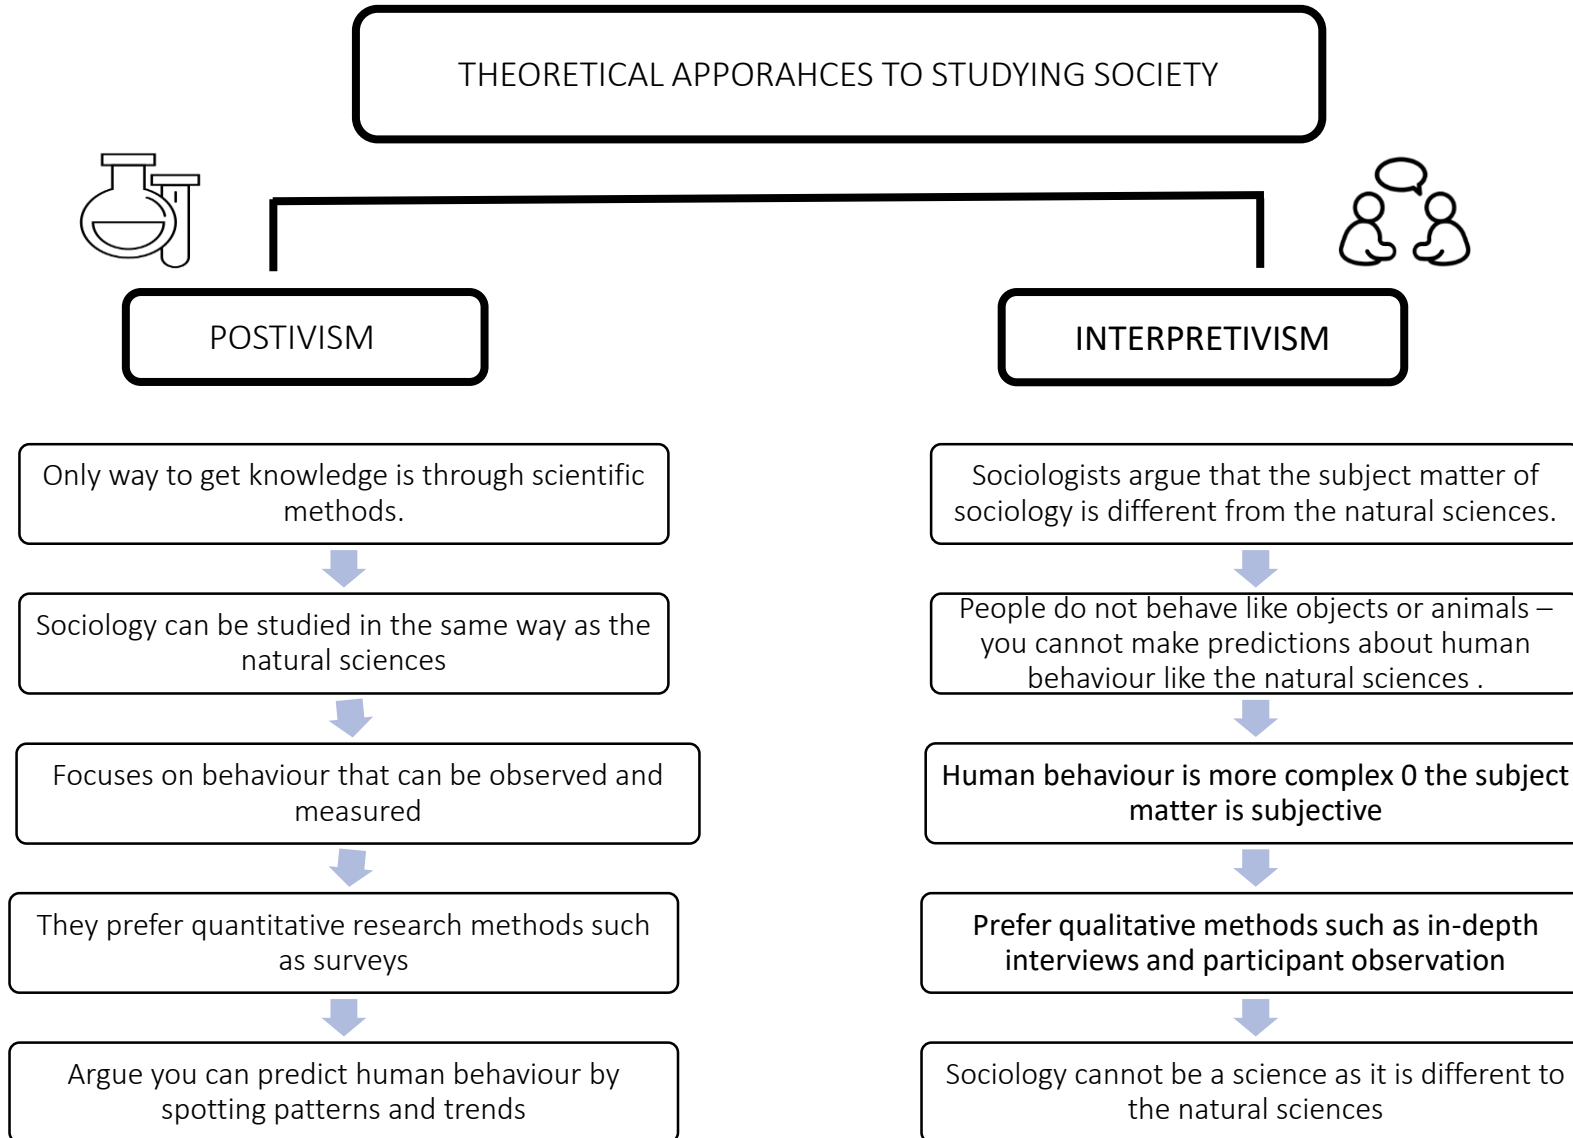 THEORETICAL APPORAHCES TO STUDYING SOCIETY
POSTIVISM
Only way to get knowledge is through scientific
methods.
Sociology can be studied in the same way as the
natural sciences
Focuses on behaviour that can be observed and
measured
They prefer quantitative research methods such
as surveys
Argue you can predict human behaviour by
spotting patterns and trends
INTERPRETIVISM
Sociologists argue that the subject matter of
sociology is different from the natural sciences.
People do not behave like objects or animals –
you cannot make predictions about human
behaviour like the natural sciences .
Human behaviour is more complex 0 the subject
matter is subjective
Prefer qualitative methods such as in-depth
interviews and participant observation
Sociology cannot be a science as it is different to
the natural sciences